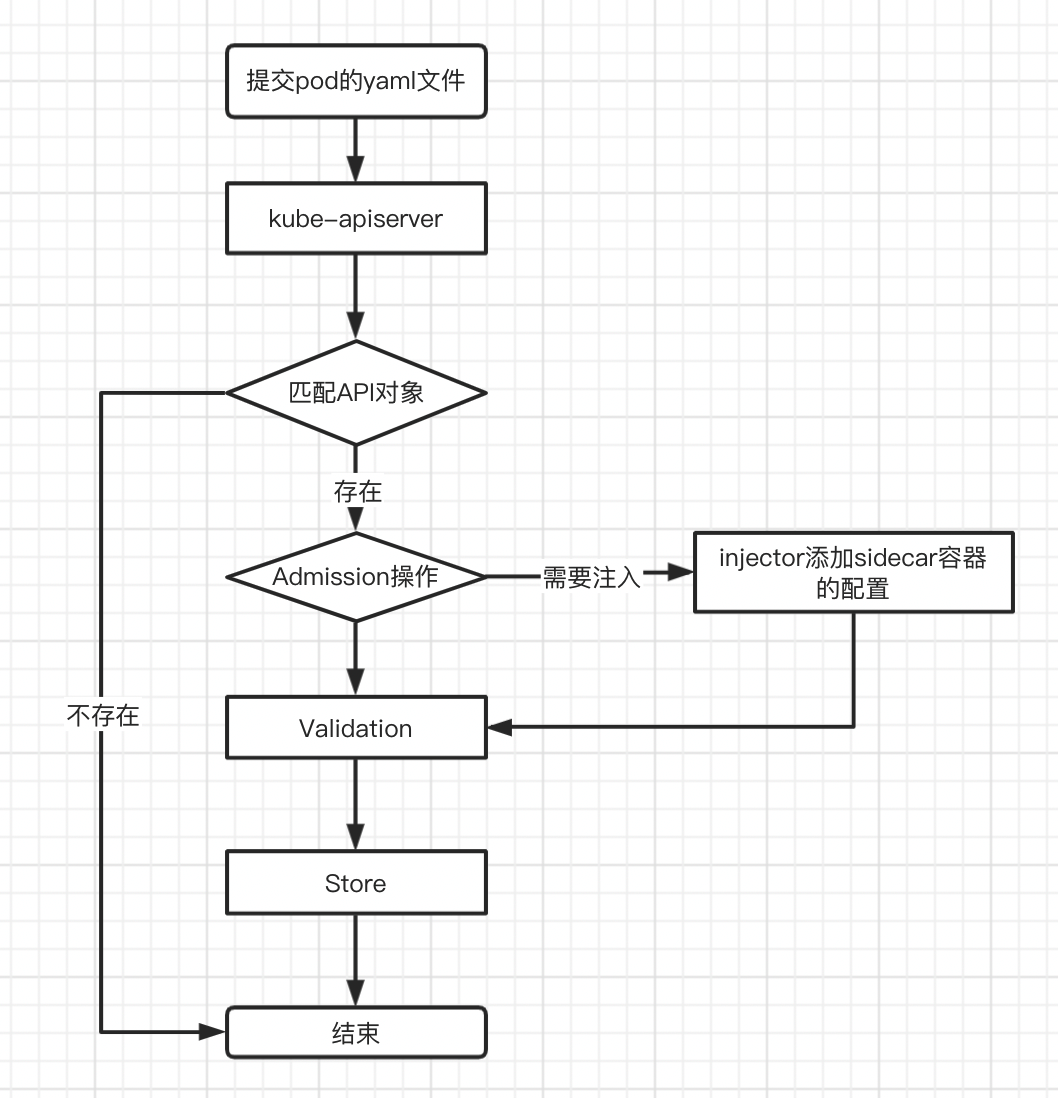 提交pod的yaml文件
kube-apiserver
匹配API对象
存在
Admission操作
需要注入
injector添加sidecar容器
的配置
不存在
Validation
Store
结束